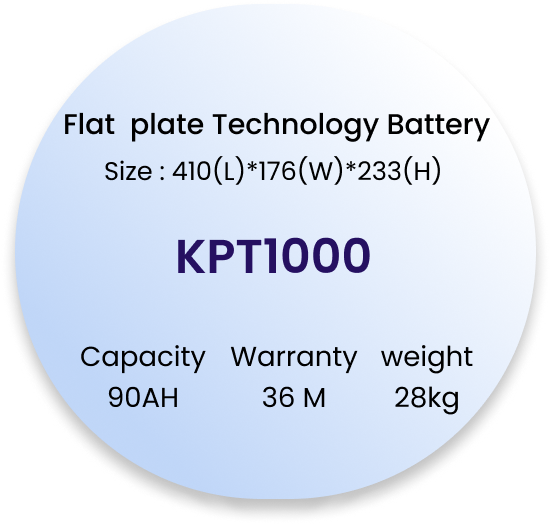 Flat plate Technology Battery
Size : 410(L)*176(W)*233(H)
KPT1000
Capacity Warranty weight
90AH 36 M 28kg